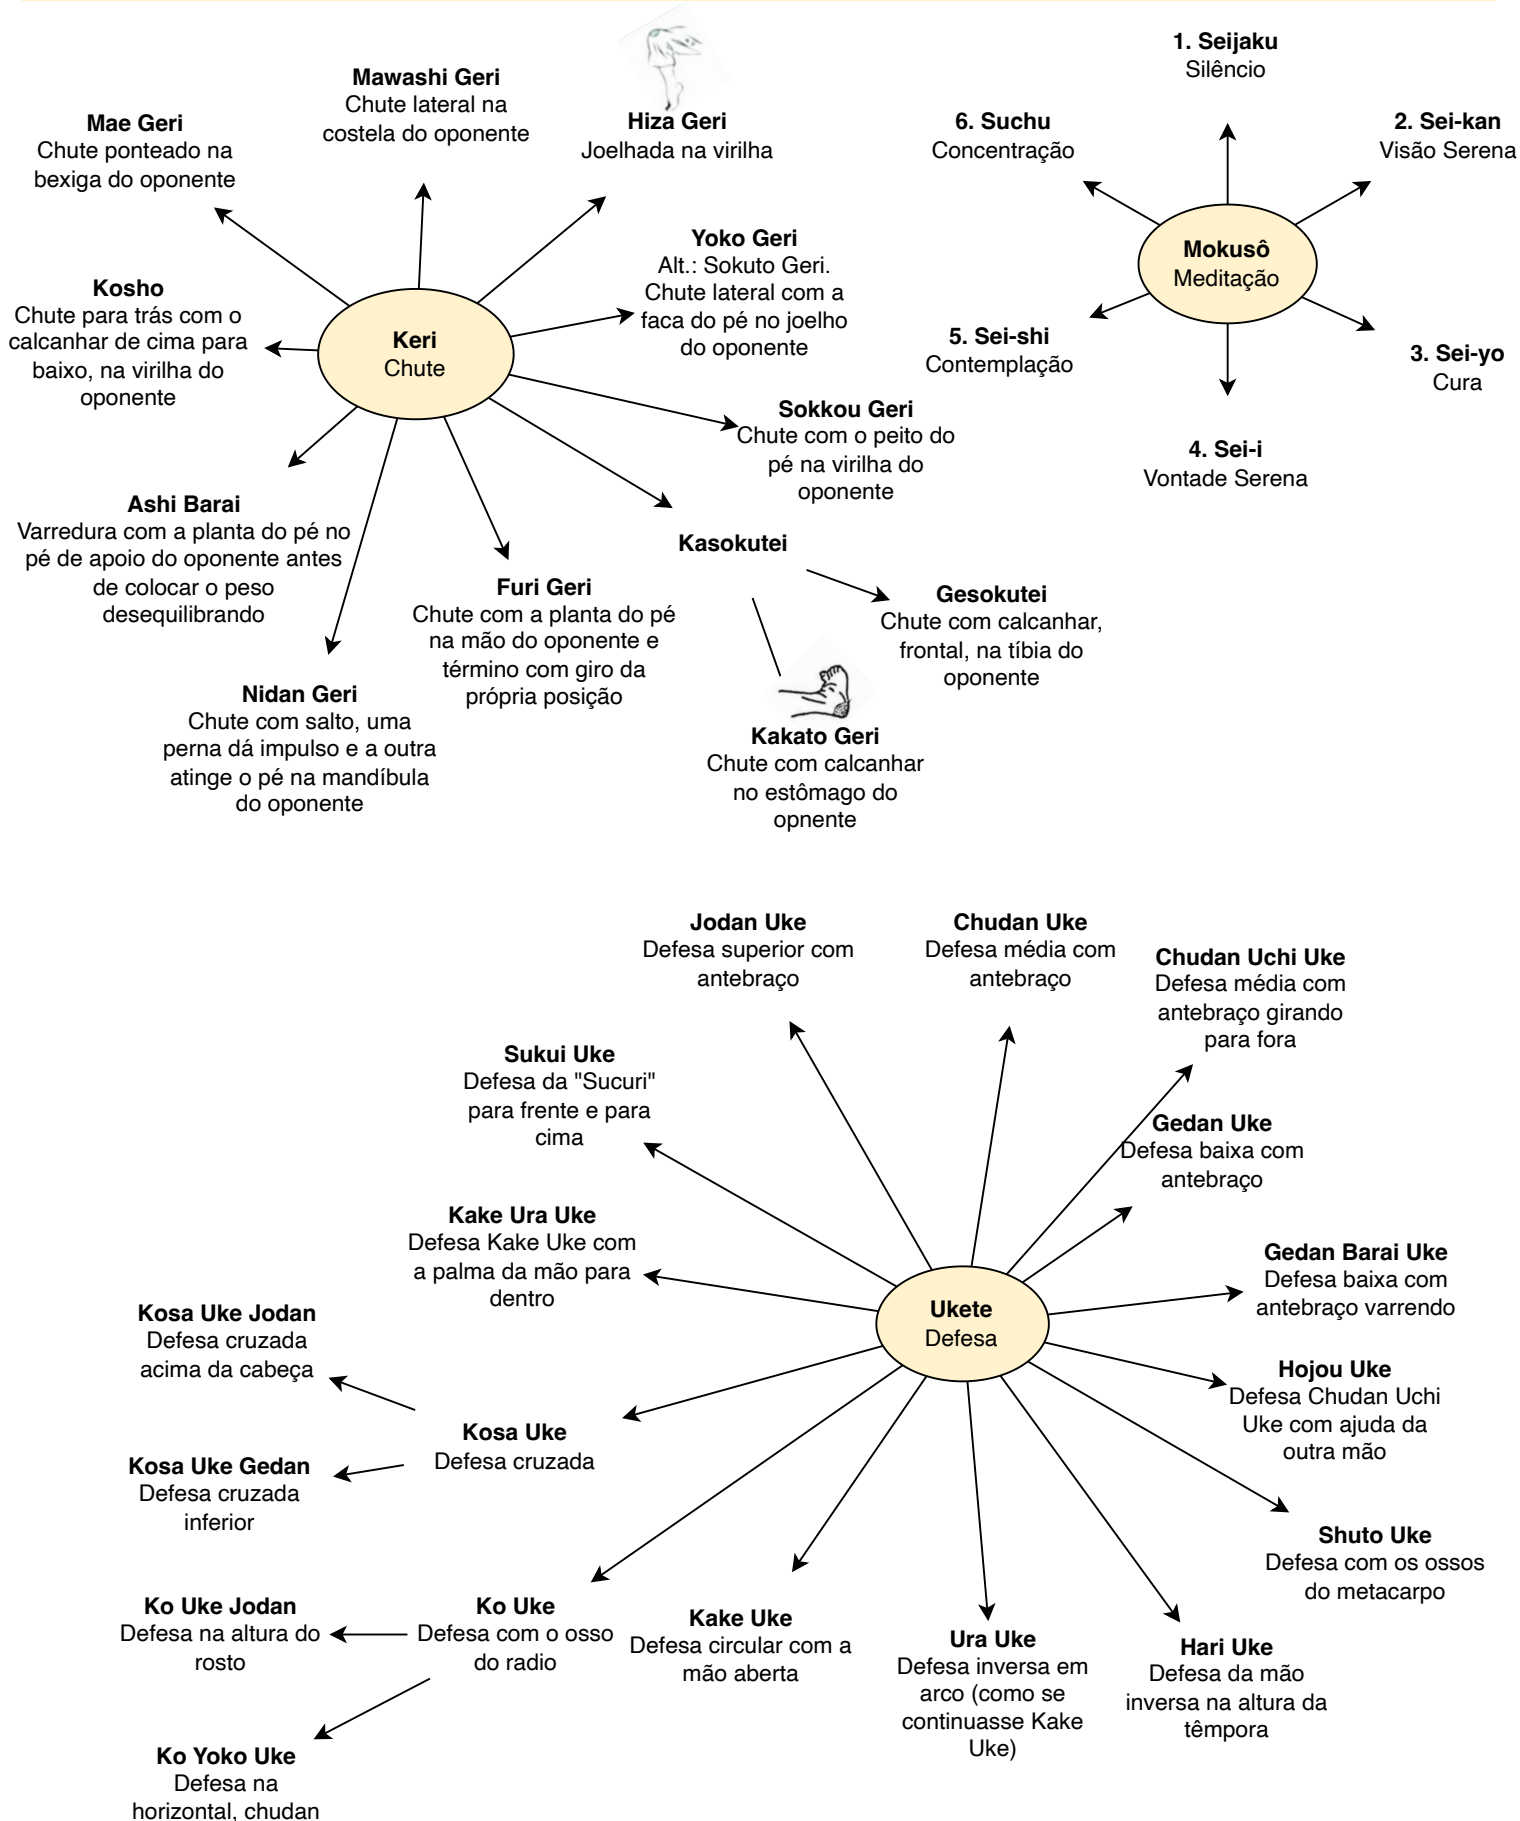 Mae Geri
Chute ponteado na
bexiga do oponente
Mawashi Geri
Chute lateral na
costela do oponente
Hiza Geri
Joelhada na virilha
Kosho
Chute para trás com o
calcanhar de cima para
baixo, na virilha do
oponente
Keri
Chute
Yoko Geri
Alt.: Sokuto Geri.
Chute lateral com a
faca do pé no joelho
do oponente
Sokkou Geri
Chute com o peito do
pé na virilha do
oponente
Ashi Barai
Varredura com a planta do pé no
pé de apoio do oponente antes
de colocar o peso
desequilibrando
Nidan Geri
Chute com salto, uma
perna dá impulso e a outra
atinge o pé na mandíbula
do oponente
Furi Geri
Chute com a planta do pé
na mão do oponente e
término com giro da
própria posição
Kasokutei
Gesokutei
Chute com calcanhar,
frontal, na tíbia do
oponente
Kakato Geri
Chute com calcanhar
no estômago do
opnente
1. Seijaku
Silêncio
6. Suchu
Concentração
2. Sei-kan
Visão Serena
Mokusô
Meditação
5. Sei-shi
Contemplação
3. Sei-yo
Cura
4. Sei-i
Vontade Serena
Jodan Uke
Defesa superior com
antebraço
Chudan Uke
Defesa média com
antebraço
Chudan Uchi Uke
Defesa média com
antebraço girando
para fora
Sukui Uke
Defesa da "Sucuri"
para frente e para
cima
Gedan Uke
Defesa baixa com
antebraço
Kake Ura Uke
Defesa Kake Uke com
a palma da mão para
dentro
Gedan Barai Uke
Defesa baixa com
antebraço varrendo
Ukete
Defesa
Kosa Uke Jodan
Defesa cruzada
acima da cabeça
Hojou Uke
Defesa Chudan Uchi
Uke com ajuda da
outra mão
Kosa Uke
Defesa cruzada
Kosa Uke Gedan
Defesa cruzada
inferior
Shuto Uke
Defesa com os ossos
do metacarpo
Ko Uke Jodan
Defesa na altura do
rosto
Ko Uke
Defesa com o osso
do radio
Kake Uke
Defesa circular com a
mão aberta
Ura Uke
Defesa inversa em
arco (como se
continuasse Kake
Uke)
Hari Uke
Defesa da mão
inversa na altura da
têmpora
Ko Yoko Uke
Defesa na
horizontal, chudan